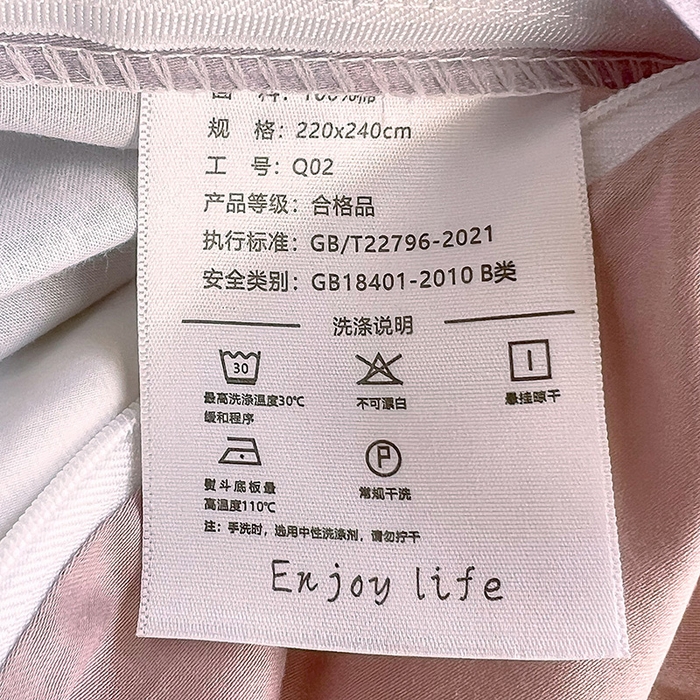 面 料：100%棉
规 格：220x240cm
工 号：Q02
产品等级：合格品
执行标准：GB/T22796-2021
安全类别：GB18401-2010 B类
洗涤说明
30
最高洗涤温度30℃
缓和程序
不可漂白
悬挂晾干
熨斗底板最
高温度110℃
P
常规干洗
注：手洗时，选用中性洗涤剂，请勿拧干
Enjoy life